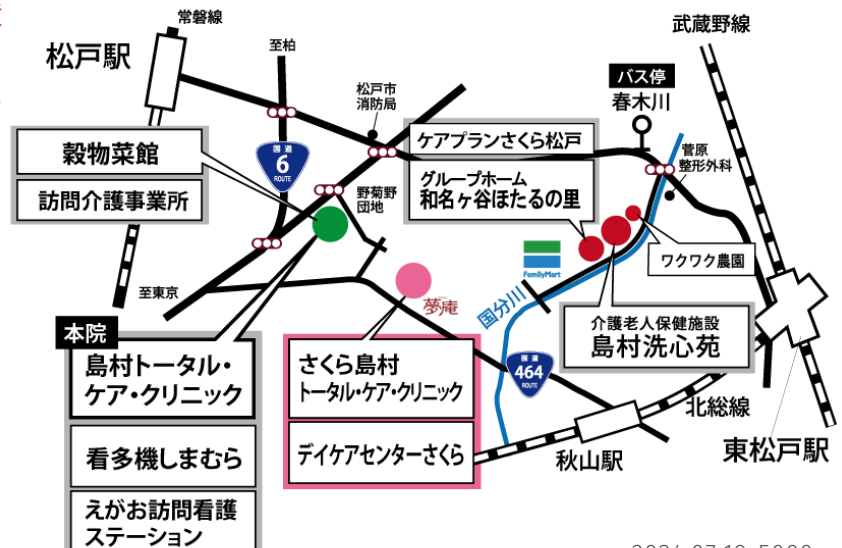 常磐線
松戸駅
至柏
武蔵野線
松戸市
消防局
バス停
春木川
穀物菜館
訪問介護事業所
国道
6
ROUTE
野菊野
団地
ケアプランさくら松戸
グループホーム
和名ヶ谷ほたるの里
菅原
整形外科
ワクワク農園
FamilyMart
至東京
夢庵
国分川
介護老人保健施設
島村洗心苑
本院
島村トータル・
ケア・クリニック
看多機しまむら
えがお訪問看護
ステーション
さくら島村
トータル・ケア・クリニック
デイケアセンターさくら
国道
464
ROUTE
北総線
秋山駅
東松戸駅